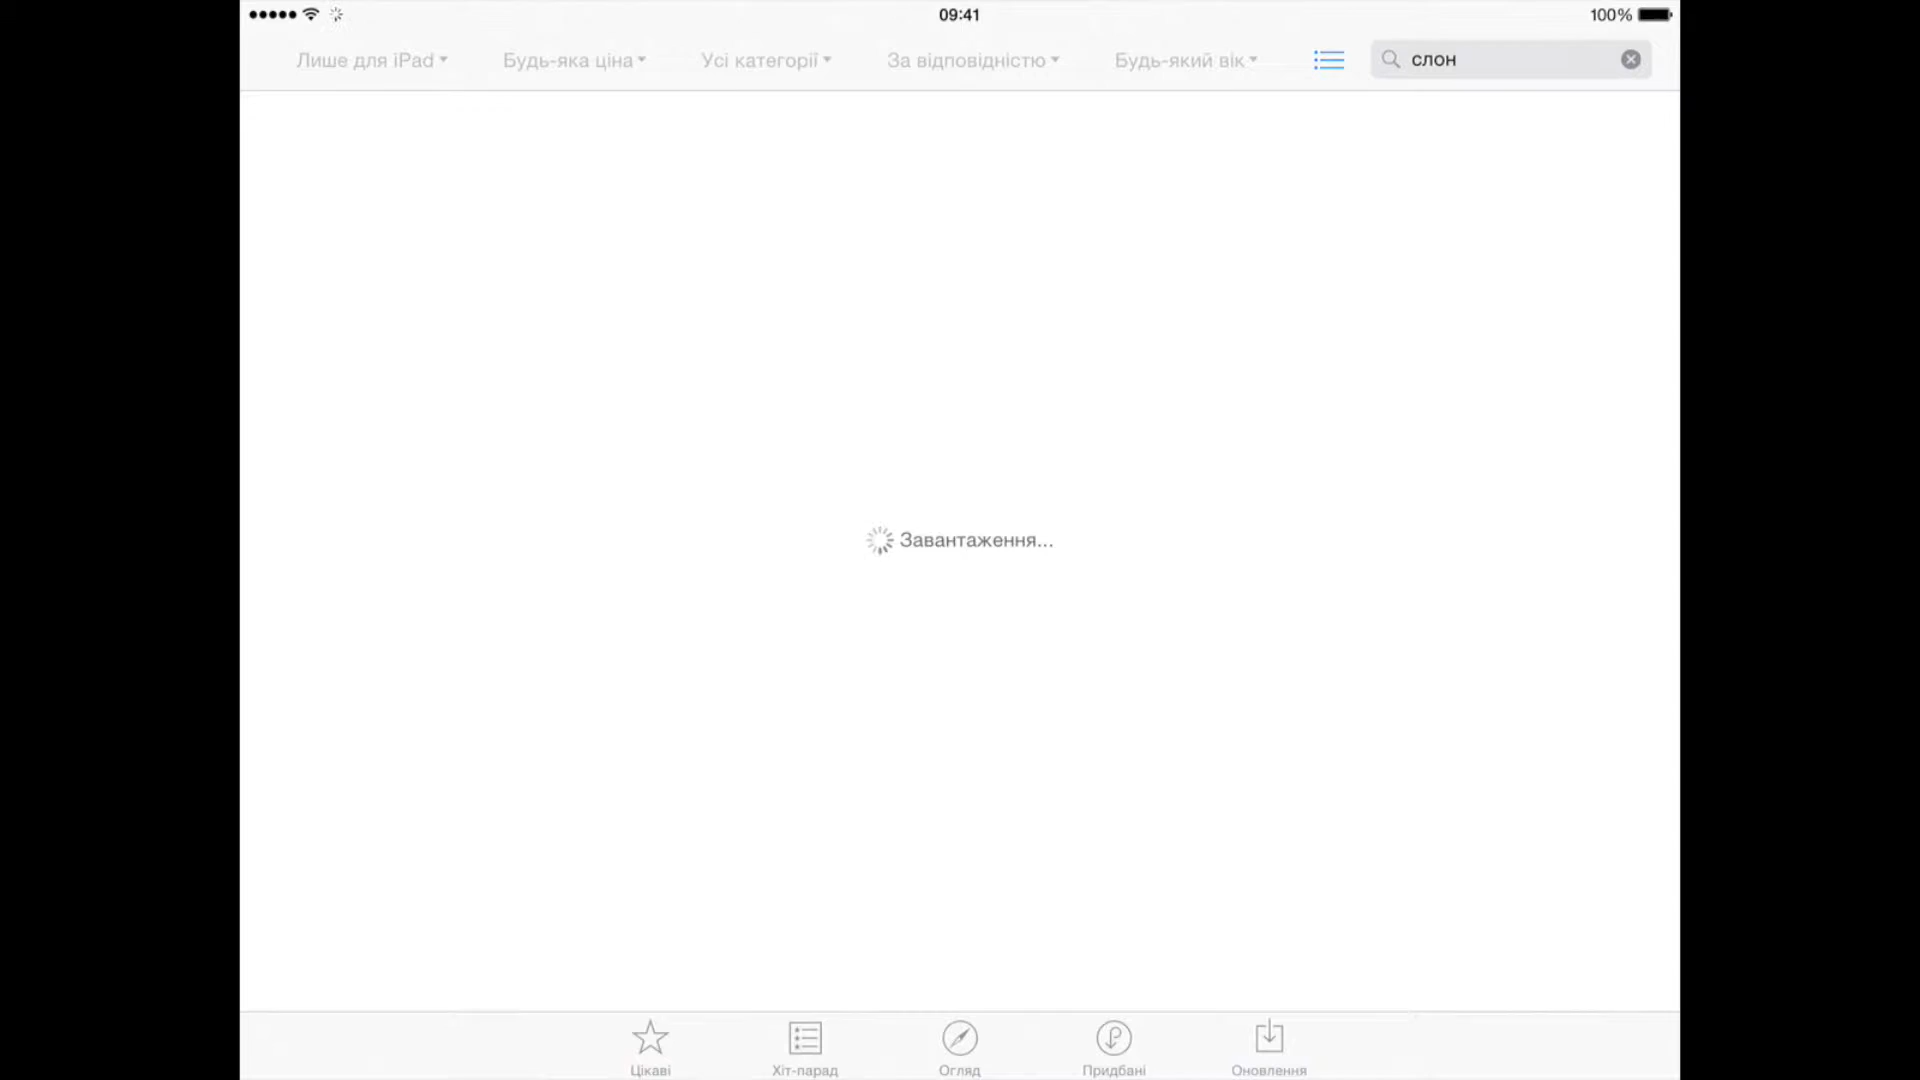 09:41
100%
Лише для iPad
Будь-яка ціна
Усі категорії
За відповідністю
Будь-який вік
слон
Завантаження...
Цікаві
Хіт-парад
Огляд
Придбані
Оновлення